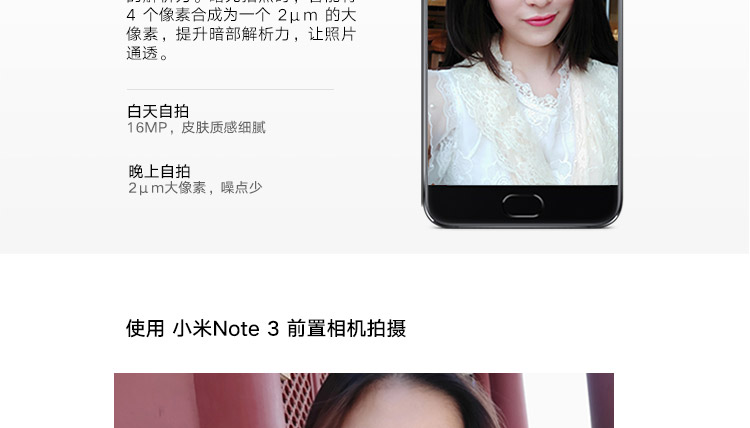 4 个像素合成为一个 2μm 的大
像素，提升暗部解析力，让照片
通透。
白天自拍
16MP，皮肤质感细腻
晚上自拍
2μm大像素，噪点少
使用 小米Note 3 前置相机拍摄